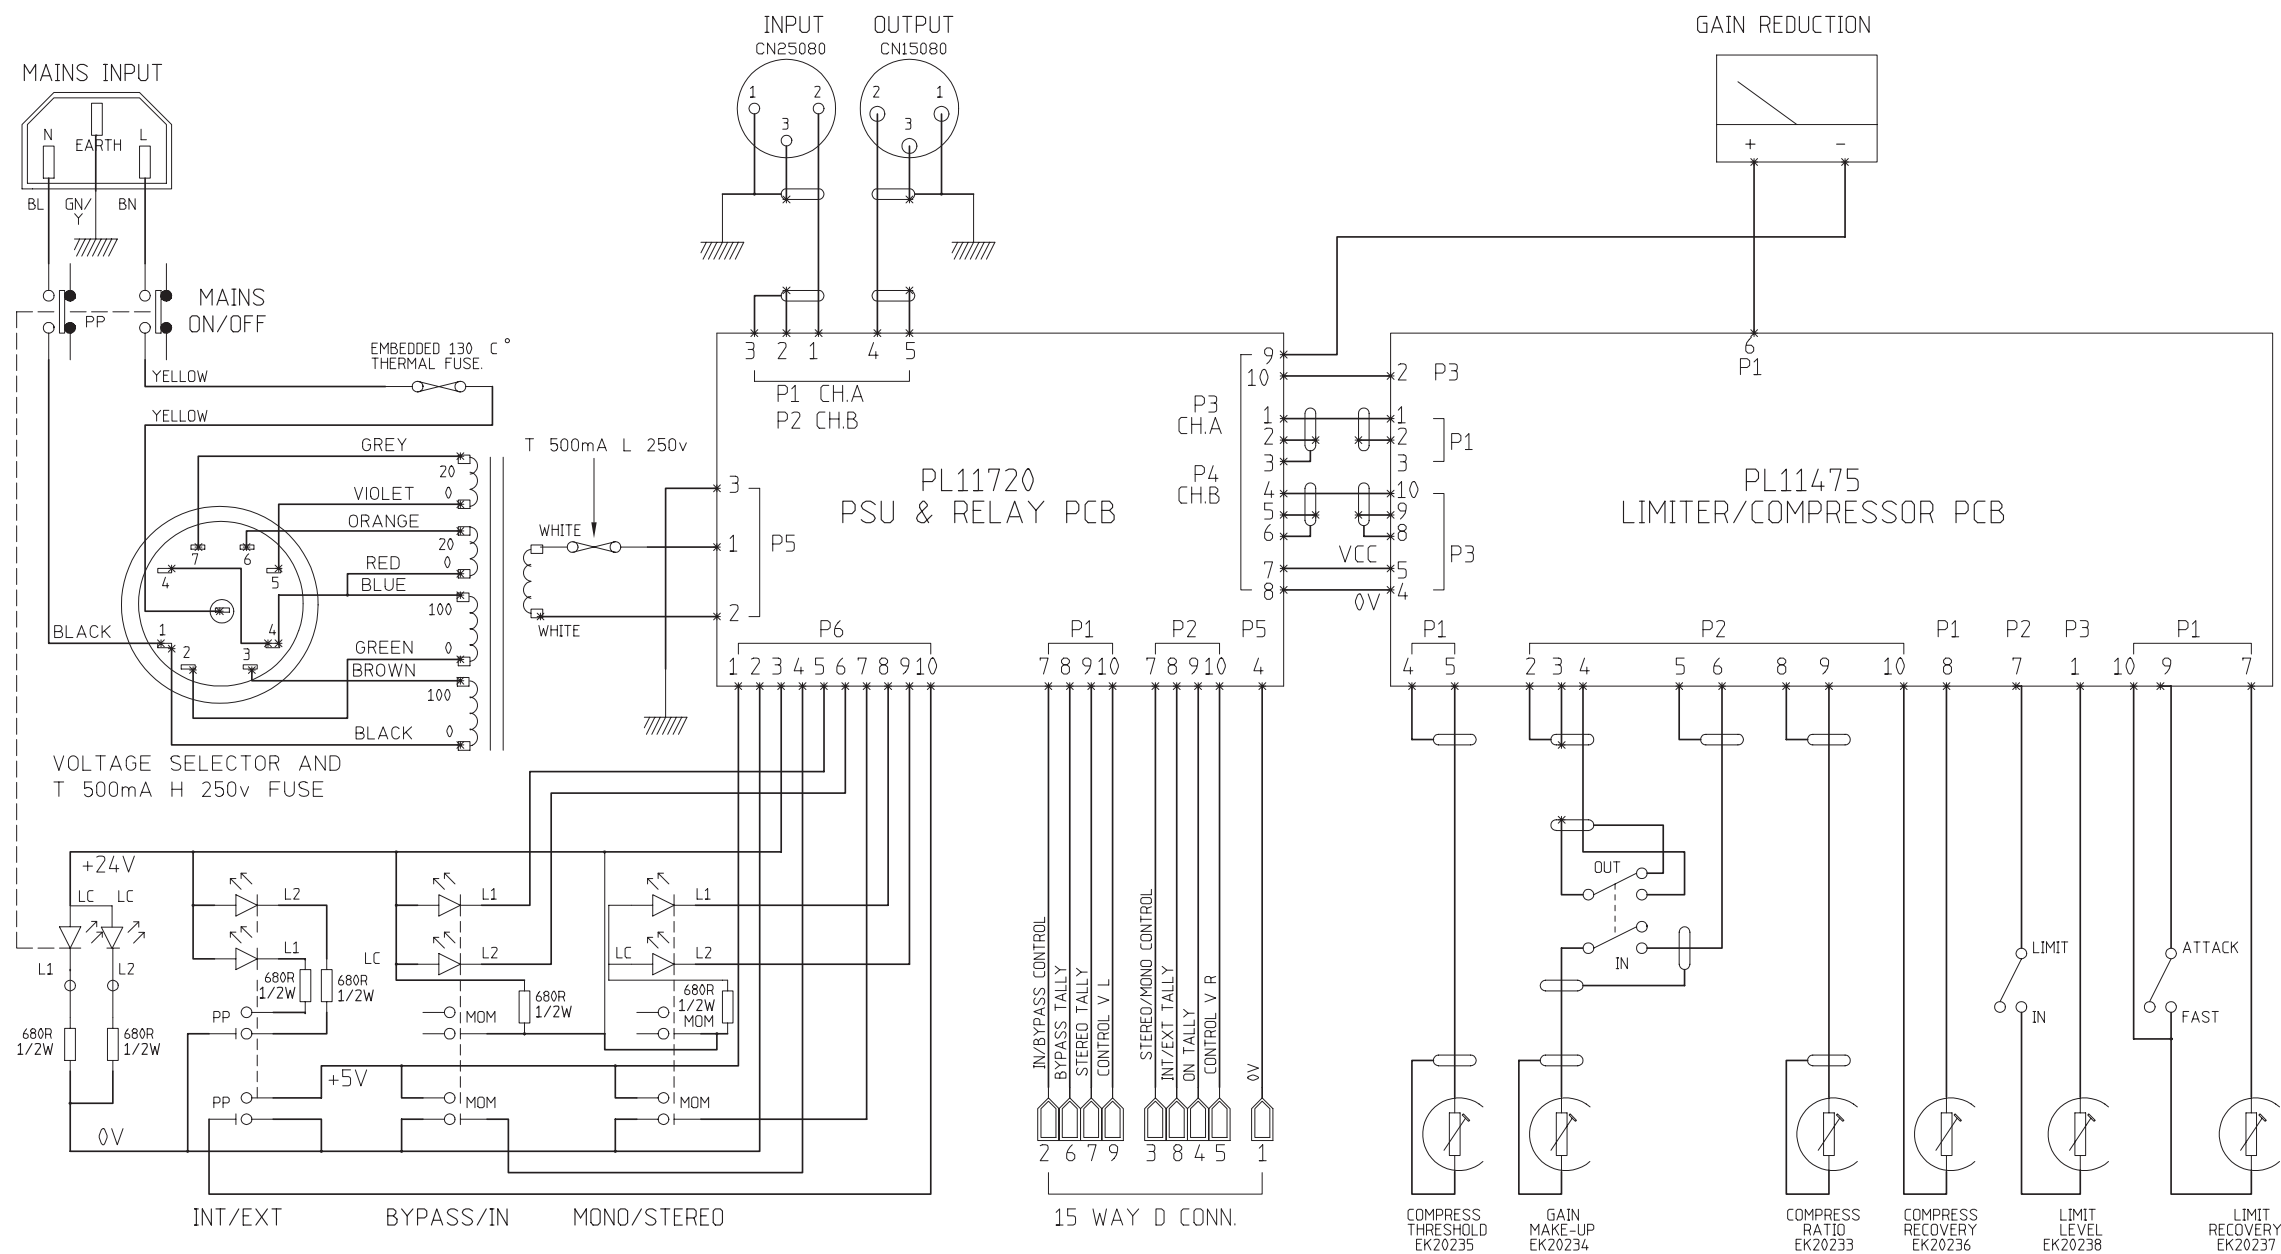 INPUT
CN25080
OUTPUT
CN15080
GAIN REDUCTION
MAINS INPUT
N
EARTH
L
BL
GN/
Y
BN
1
2
3
2
1
3
+ -
MAINS
ON/OFF
PP
EMBEDDED 130 C°
THERMAL FUSE.
YELLOW
YELLOW
GREY
20
0
VIOLET
ORANGE
20
0
RED
BLUE
100
0
GREEN
BROWN
100
0
BLACK
BLACK
7
6
4
5
1
4
2
3
VOLTAGE SELECTOR AND
T 500mA H 250v FUSE
T 500mA L 250v
WHITE
WHITE
3 2 1 4 5
P1 CH.A
P2 CH.B
PL11720
PSU & RELAY PCB
3
1
2
P5
P3
CH.A
P4
CH.B
9
10
1
2
3
4
5
6
7
8
VCC
0V
6
P1
2 P3
1
2
3
P1
10
9
8
5
4
P3
PL11475
LIMITER/COMPRESSOR PCB
P6
1 2 3 4 5 6 7 8 9 10
P1
7 8 9 10
P2
7 8 9 10
P5
4
P1
4 5
P2
2 3 4 5 6 8 9 10
P1
8
P2
7
P3
1
P1
10 9 7
+24V
LC LC
L1
L2
680R
1/2W
680R
1/2W
0V
L2
L1
680R
1/2W
680R
1/2W
PP
PP
+5V
L1
L2
LC
680R
1/2W
MOM
MOM
L1
L2
LC
680R
1/2W
MOM
MOM
INT/EXT
BYPASS/IN
MONO/STEREO
IN/BYPASS CONTROL
BYPASS TALLY
STEREO TALLY
CONTROL V L
STEREO/MONO CONTROL
INT/EXT TALLY
ON TALLY
CONTROL V R
0V
2 6 7 9 3 8 4 5 1
15 WAY D CONN.
OUT
IN
LIMIT
IN
ATTACK
FAST
COMPRESS
THRESHOLD
EK20235
GAIN
MAKE-UP
EK20234
COMPRESS
RATIO
EK20233
COMPRESS
RECOVERY
EK20236
LIMIT
LEVEL
EK20238
LIMIT
RECOVERY
EK20237